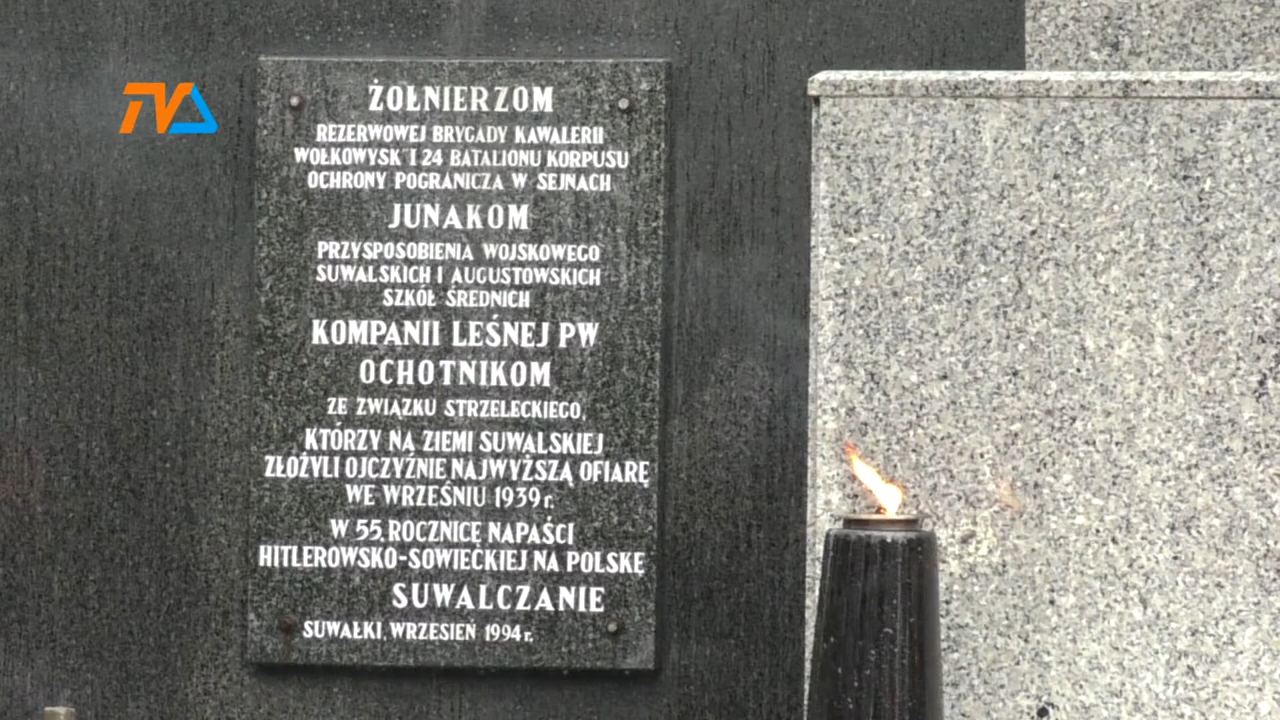 TVA
ŻOŁNIERZOM
REZERWOWEJ BRYGADY KAWALERII
WOŁKOWYSK I 24 BATALIONU KORPUSU
OCHRONY POGRANICZA W SEJNACH
JUNAKOM
PRZYSPOSOBIENIA WOJSKOWEGO
SUWALSKICH I AUGUSTOWSKICH
SZKÓŁ ŚREDNICH
KOMPANII LEŚNEJ PW
OCHOTNIKOM
ZE ZWIĄZKU STRZELECKIEGO,
KTÓRZY NA ZIEMI SUWALSKIEJ
ZŁOŻYLI OJCZYŹNIE NAJWYŻSZĄ OFIARĘ
WE WRZEŚNIU 1939 r.
W 55. ROCZNICĘ NAPAŚCI
HITLEROWSKO-SOWIECKIEJ NA POLSKĘ
SUWALCZANIE
SUWAŁKI, WRZESIEŃ 1994 r.